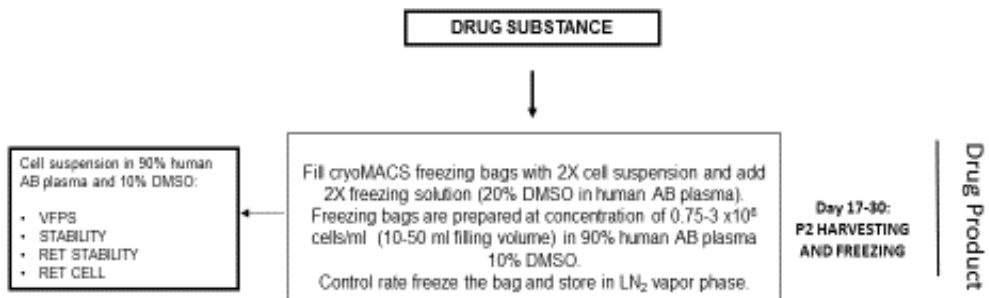 DRUG SUBSTANCE
Cell suspension in 90% human
AB plasma and 10% DMSO:
• VFPS
• STABILITY
• RET STABILITY
• RET CELL
Fill cryoMACS freezing bags with 2X cell suspension and add
2X freezing solution (20% DMSO in human AB plasma).
Freezing bags are prepared at concentration of 0.75-3 x10⁶
cells/ml (10-50 ml filling volume) in 90% human AB plasma
10% DMSO.
Control rate freeze the bag and store in LN₂ vapor phase.
Day 17-30:
P2 HARVESTING
AND FREEZING
Drug Product